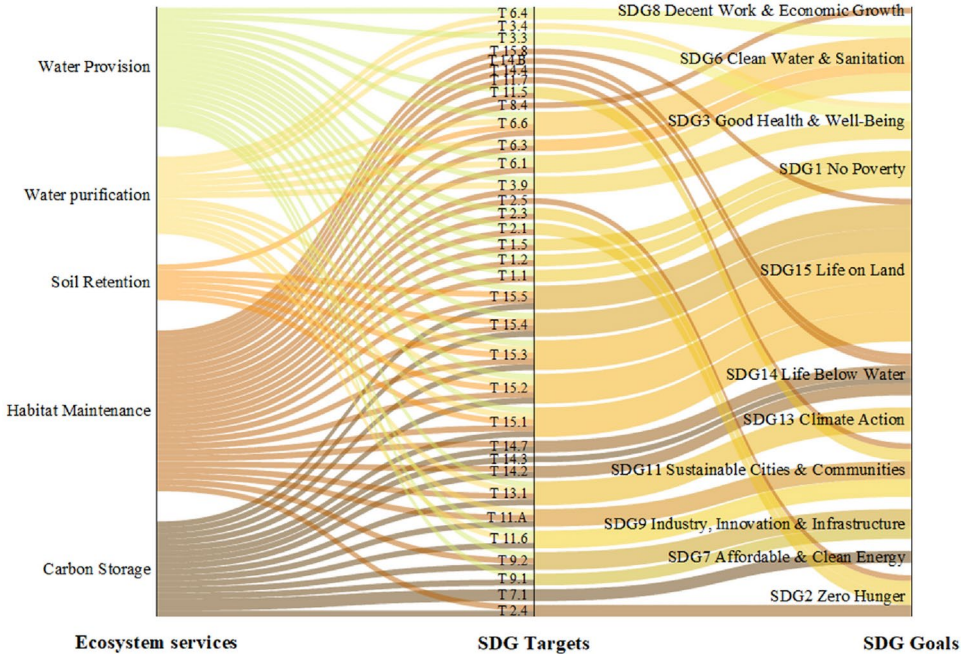 Water Provision
Water purification
Soil Retention
Habitat Maintenance
Carbon Storage
Ecosystem services
T 6.4
T 3.4
T 3.3
T 15.8
T 14.B
T 14.4
T 11.7
T 11.5
T 8.4
T 6.6
T 6.3
T 6.1
T 3.9
T 2.5
T 2.3
T 2.1
T 1.5
T 1.2
T 1.1
T 15.5
T 15.4
T 15.3
T 15.2
T 15.1
T 14.7
T 14.3
T 14.2
T 13.1
T 11.A
T 11.6
T 9.2
T 9.1
T 7.1
T 2.4
SDG Targets
SDG8 Decent Work & Economic Growth
SDG6 Clean Water & Sanitation
SDG3 Good Health & Well-Being
SDG1 No Poverty
SDG15 Life on Land
SDG14 Life Below Water
SDG13 Climate Action
SDG11 Sustainable Cities & Communities
SDG9 Industry, Innovation & Infrastructure
SDG7 Affordable & Clean Energy
SDG2 Zero Hunger
SDG Goals